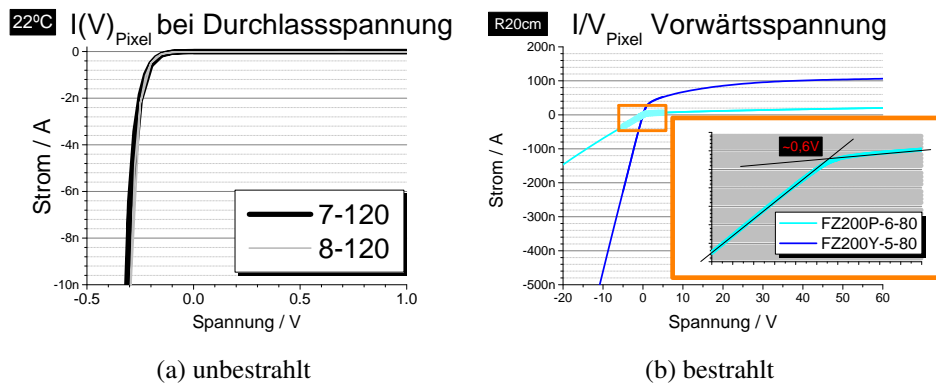 22ºC I(V)Pixel bei Durchlassspannung
0
-2n
-4n
-6n
-8n
-10n
Strom / A
7-120
8-120
-0.5 0.0 0.5 1.0
Spannung / V
(a) unbestrahlt
R20cm I/VPixel Vorwärtsspannung
200n
100n
0
-100n
-200n
-300n
-400n
-500n
Strom / A
~0,6V
FZ200P-6-80
FZ200Y-5-80
-20 -10 0 10 20 30 40 50 60
Spannung / V
(b) bestrahlt